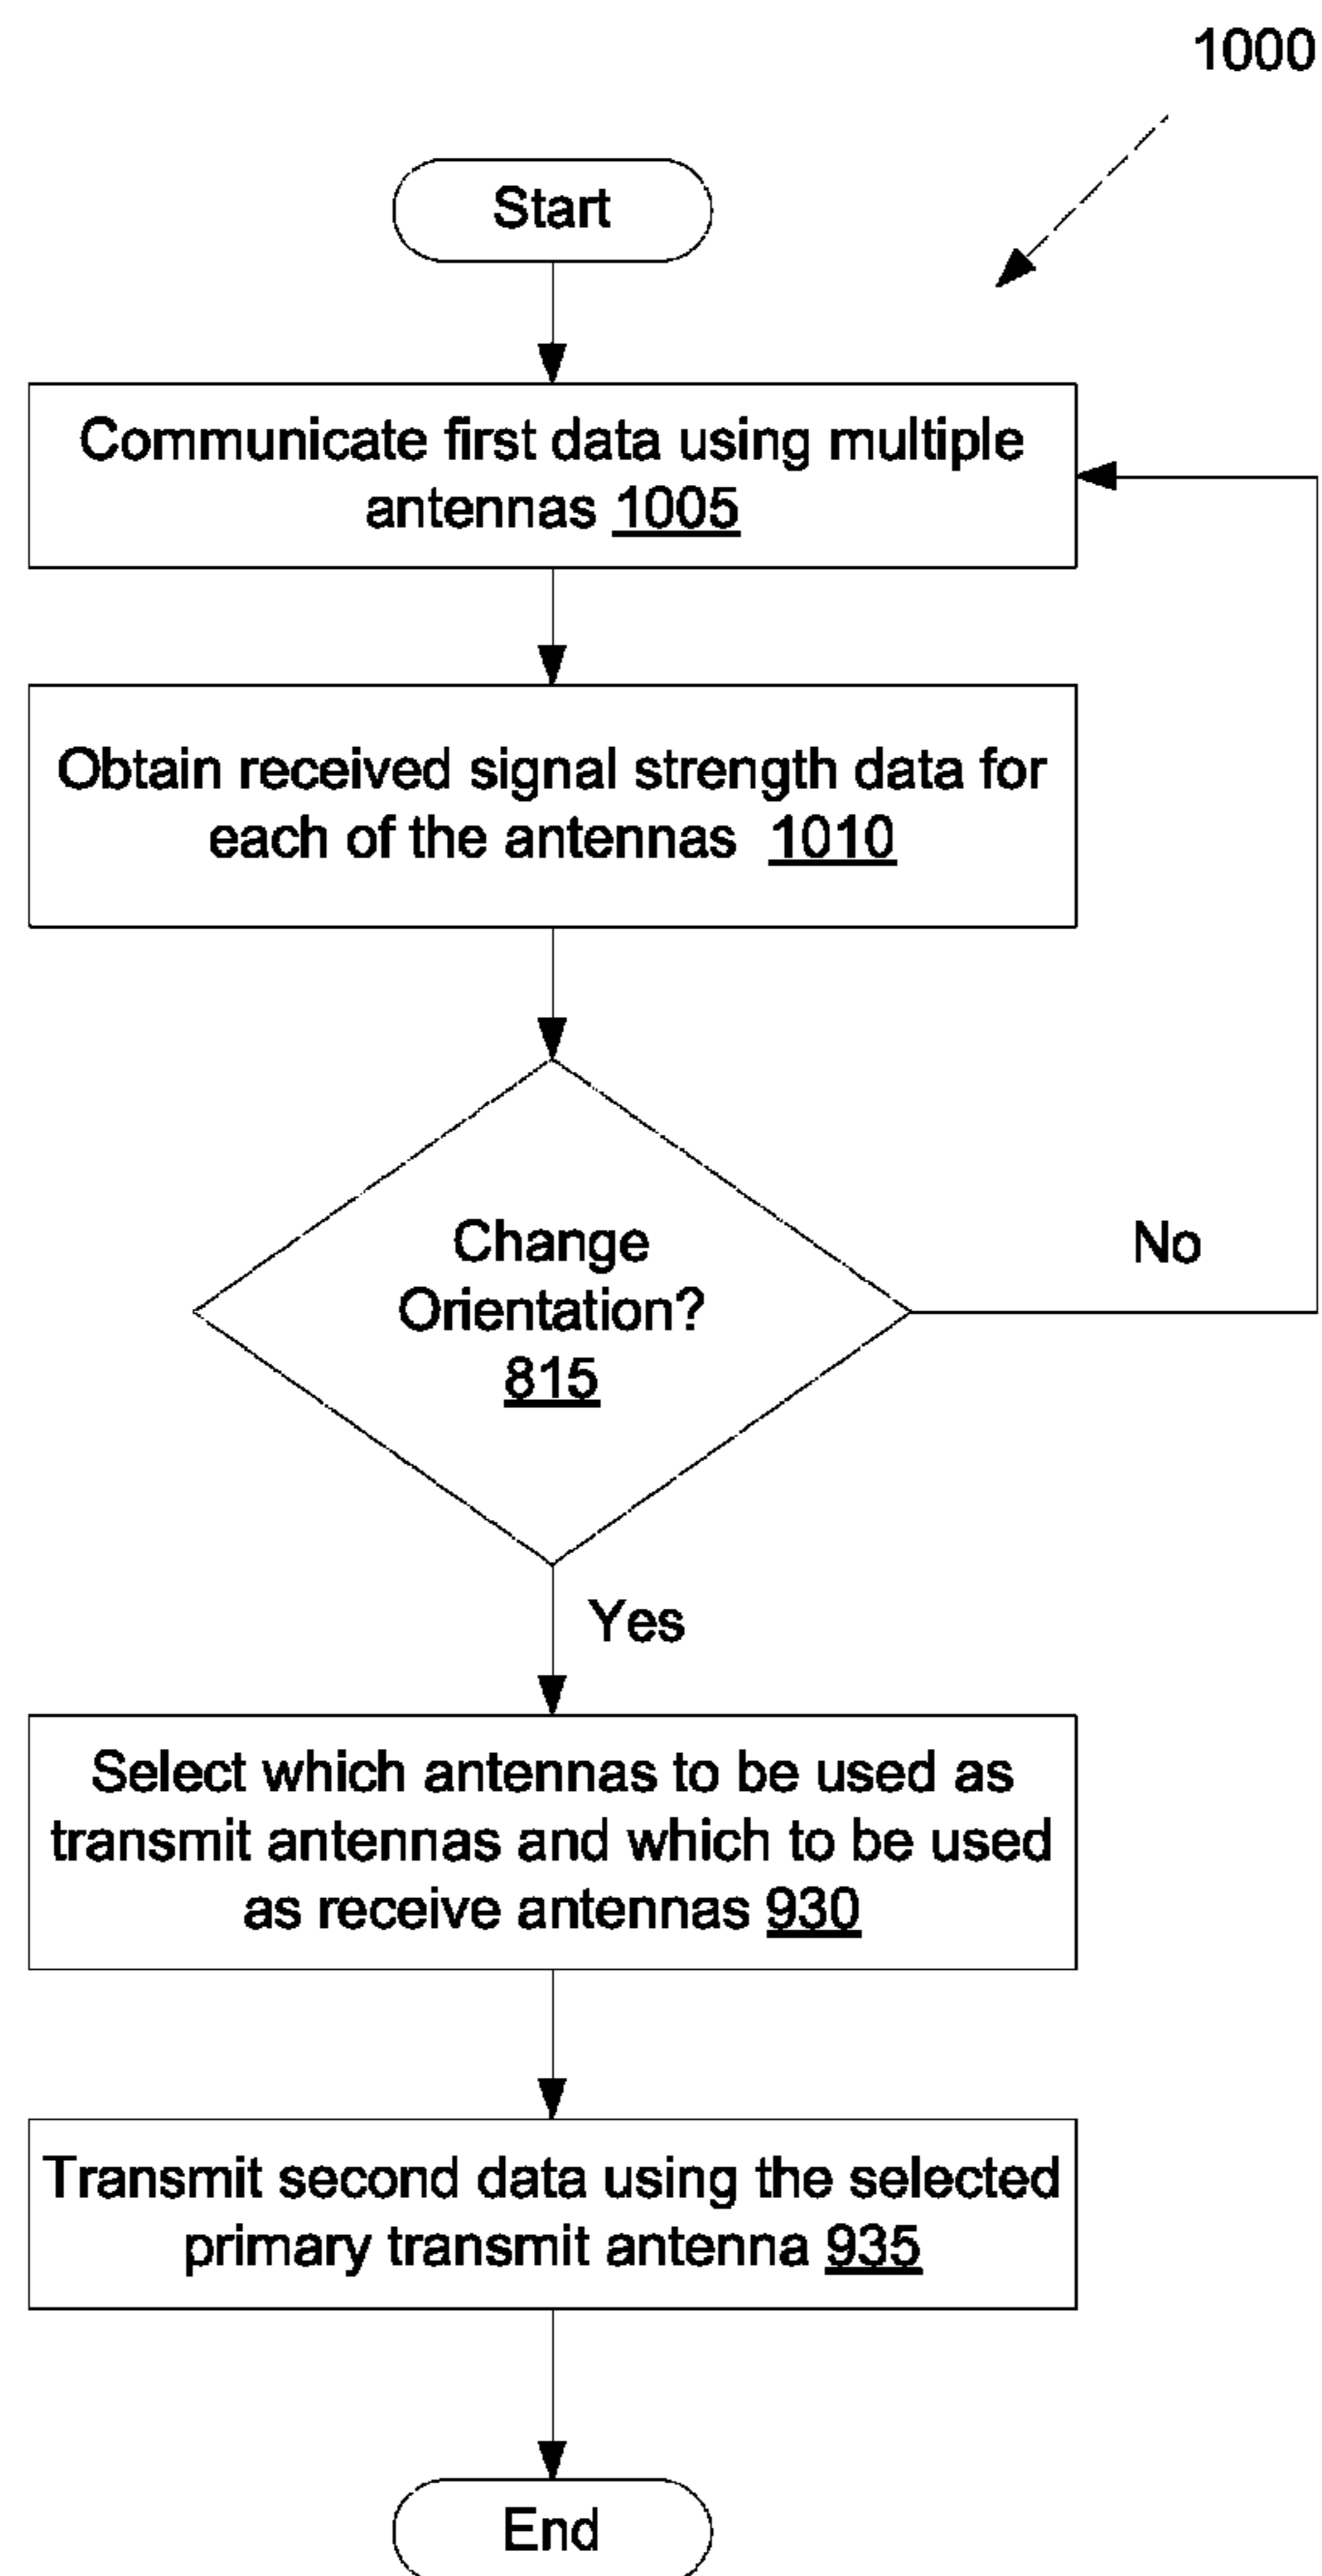 1000
Start
Communicate first data using multiple
antennas 1005
Obtain received signal strength data for
each of the antennas 1010
Change
Orientation?
815
No
Yes
Select which antennas to be used as
transmit antennas and which to be used
as receive antennas 930
Transmit second data using the selected
primary transmit antenna 935
End